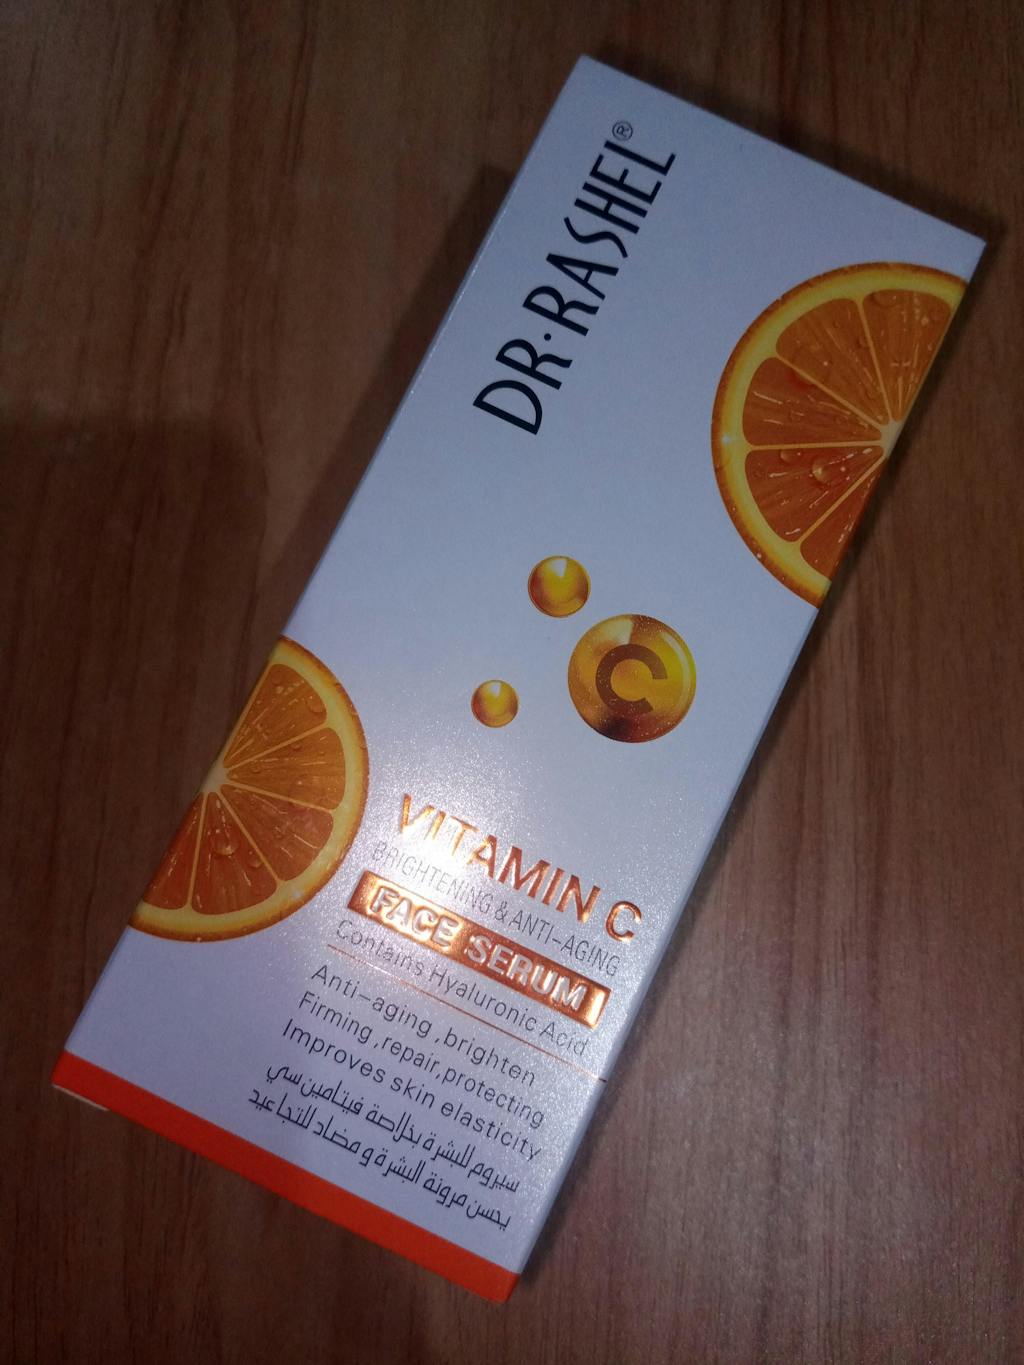 DR·RASHEL®
C
VITAMIN C
BRIGHTENING & ANTI-AGING
FACE SERUM
Contains Hyaluronic Acid
Anti-aging ,brighten
Firming ,repair,protecting
Improves skin elasticity
سيروم للبشرة بخلاصة فيتامين سي
يحسن مرونة البشرة و مضاد للتجاعيد